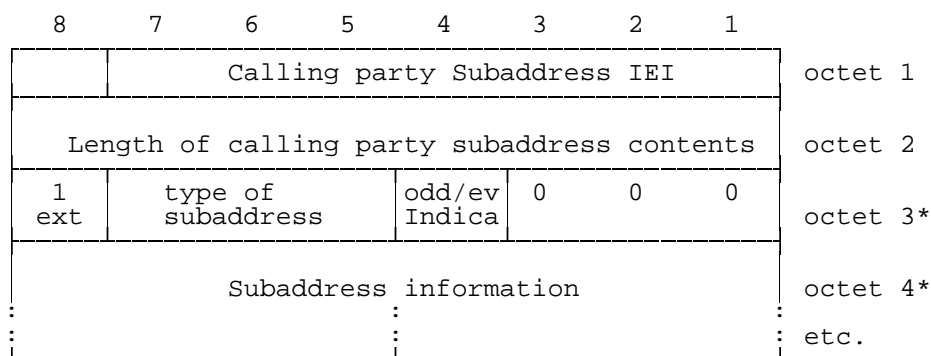 8 7 6 5 4 3 2 1
Calling party Subaddress IEI octet 1
Length of calling party subaddress contents octet 2
1 type of odd/ev 0 0 0
ext subaddress Indica octet 3*
Subaddress information octet 4*
: : :
: : : etc.